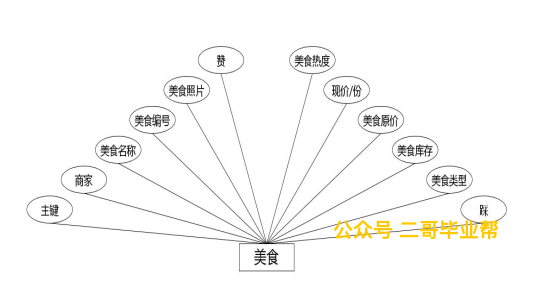 赞
美食热度
美食照片
现价/份
美食编号
美食原价
美食名称
美食库存
商家
美食类型
主键
踩
公众号 二哥毕业帮
美食